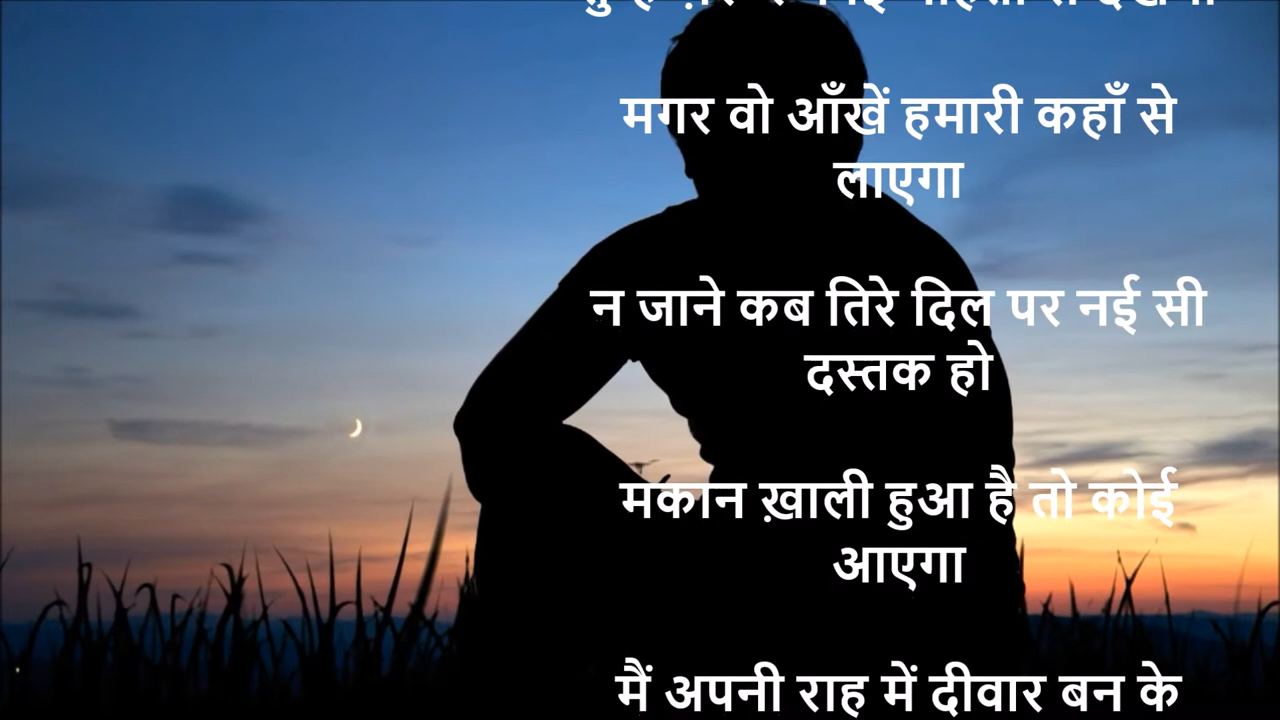 मगर वो आँखें हमारी कहाँ से
लाएगा
न जाने कब तिरे दिल पर नई सी
दस्तक हो
मकान ख़ाली हुआ है तो कोई
आएगा
मैं अपनी राह में दीवार बन के